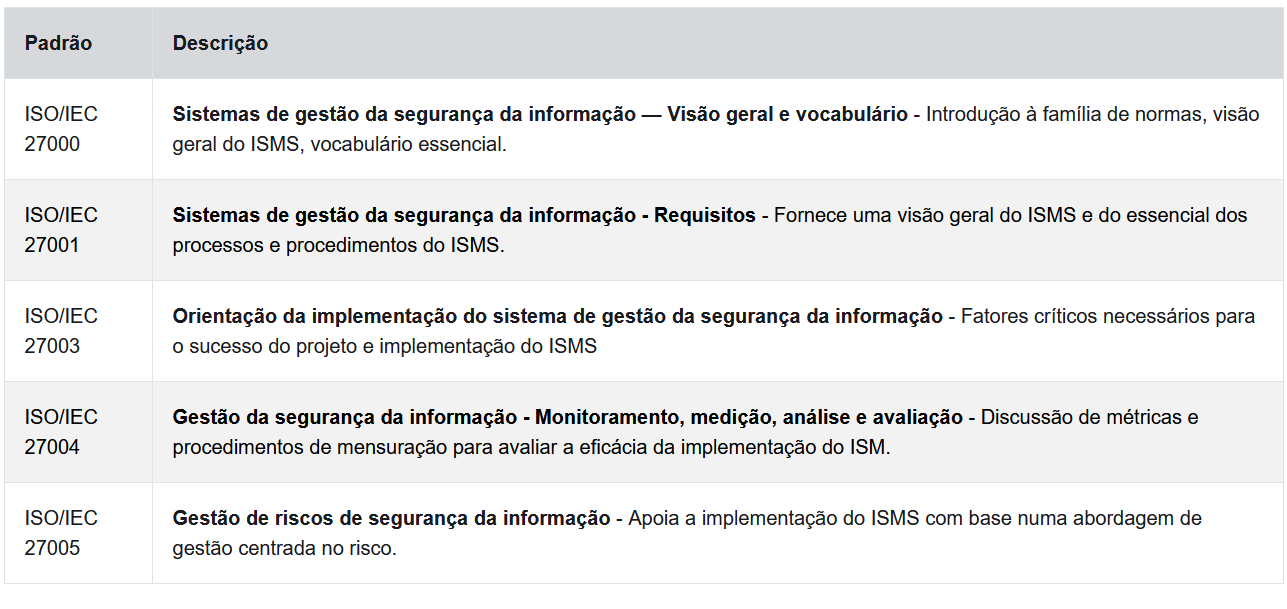 Padrão Descrição
ISO/IEC 27000 Sistemas de gestão da segurança da informação — Visão geral e vocabulário - Introdução à família de normas, visão
geral do ISMS, vocabulário essencial.
ISO/IEC 27001 Sistemas de gestão da segurança da informação - Requisitos - Fornece uma visão geral do ISMS e do essencial dos
processos e procedimentos do ISMS.
ISO/IEC 27003 Orientação da implementação do sistema de gestão da segurança da informação - Fatores críticos necessários para
o sucesso do projeto e implementação do ISMS
ISO/IEC 27004 Gestão da segurança da informação - Monitoramento, medição, análise e avaliação - Discussão de métricas e
procedimentos de mensuração para avaliar a eficácia da implementação do ISM.
ISO/IEC 27005 Gestão de riscos de segurança da informação - Apoia a implementação do ISMS com base numa abordagem de
gestão centrada no risco.